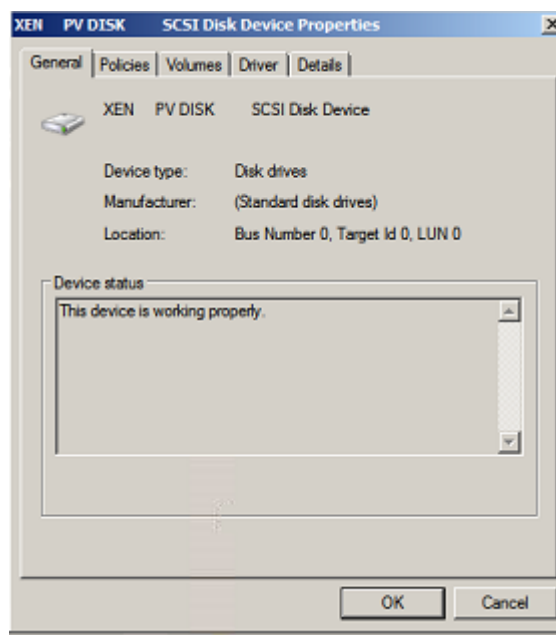 XEN PV DISK SCSI Disk Device Properties
General Policies Volumes Driver Details
XEN PV DISK SCSI Disk Device
Device type: Disk drives
Manufacturer: (Standard disk drives)
Location: Bus Number 0, Target Id 0, LUN 0
Device status
This device is working properly.
OK Cancel